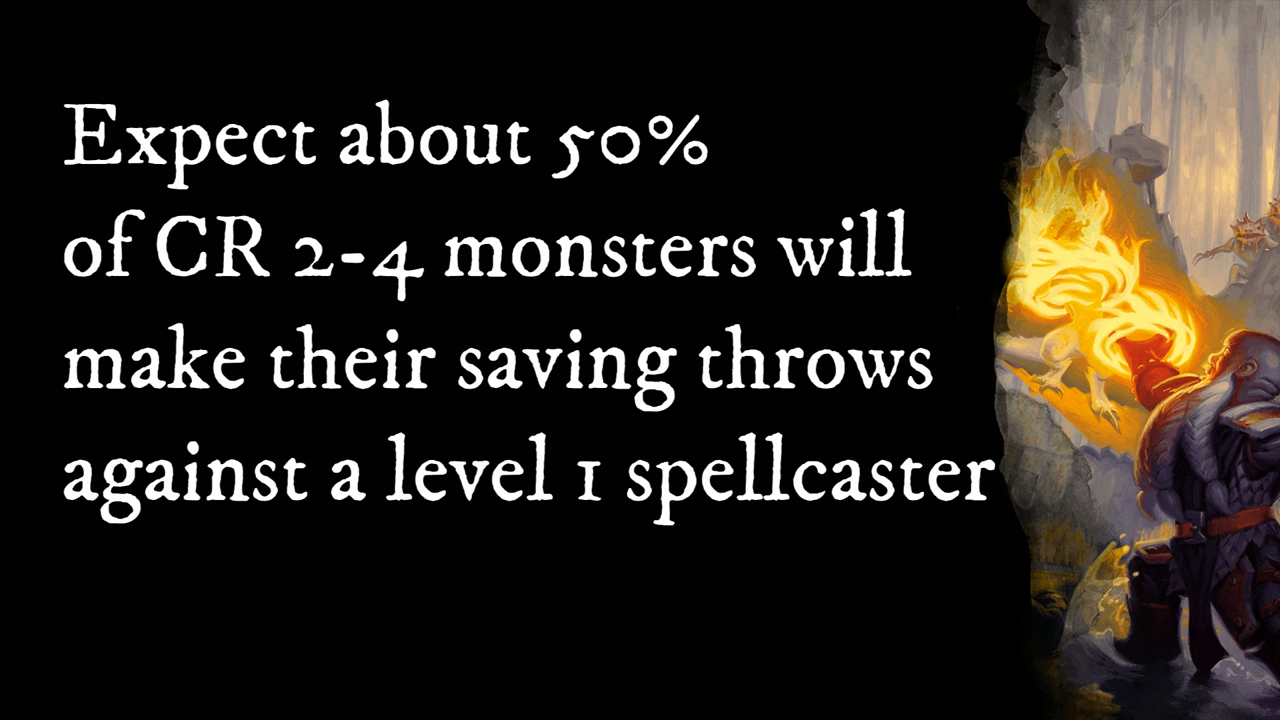 Expect about 50%
of CR 2-4 monsters will
make their saving throws
against a level 1 spellcaster